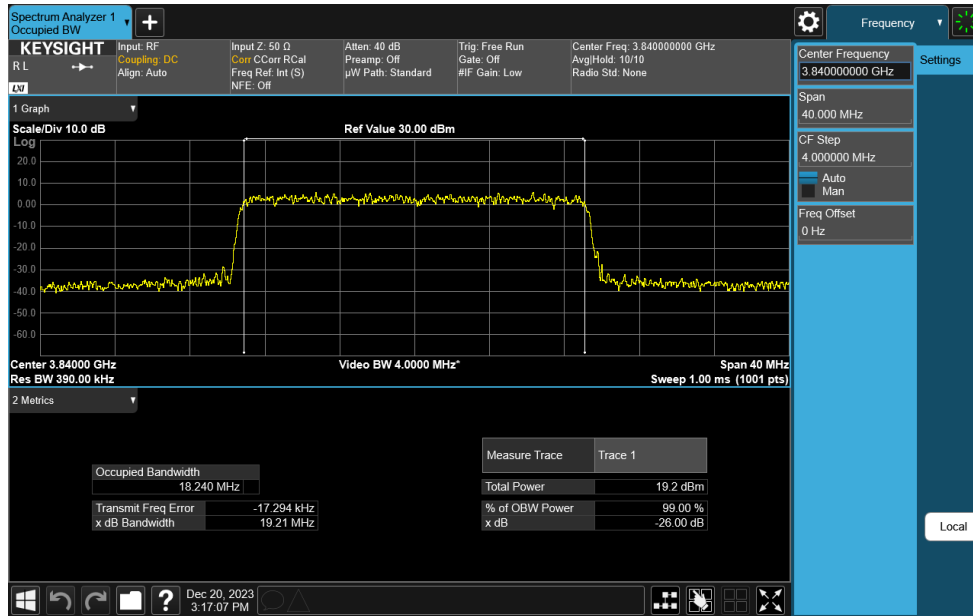 Spectrum Analyzer 1
Occupied BW
Frequency
KEYSIGHT
R L
LXI
Input: RF
Coupling: DC
Align: Auto
Input Z: 50 Ω
Corr CCorr RCal
Freq Ref: Int (S)
NFE: Off
Atten: 40 dB
Preamp: Off
µW Path: Standard
Trig: Free Run
Gate: Off
#IF Gain: Low
Center Freq: 3.840000000 GHz
Avg|Hold: 10/10
Radio Std: None
Center Frequency
3.840000000 GHz
Settings
Span
40.000 MHz
CF Step
4.000000 MHz
Auto
Man
Freq Offset
0 Hz
1 Graph
Scale/Div 10.0 dB
Ref Value 30.00 dBm
Log
20.0
10.0
0.00
-10.0
-20.0
-30.0
-40.0
-50.0
-60.0
Center 3.84000 GHz
Video BW 4.0000 MHz*
Span 40 MHz
Res BW 390.00 kHz
Sweep 1.00 ms (1001 pts)
2 Metrics
Measure Trace Trace 1
Occupied Bandwidth
18.240 MHz
Total Power 19.2 dBm
Transmit Freq Error -17.294 kHz
% of OBW Power 99.00 %
x dB Bandwidth 19.21 MHz
x dB -26.00 dB
Local
?
Dec 20, 2023
3:17:07 PM